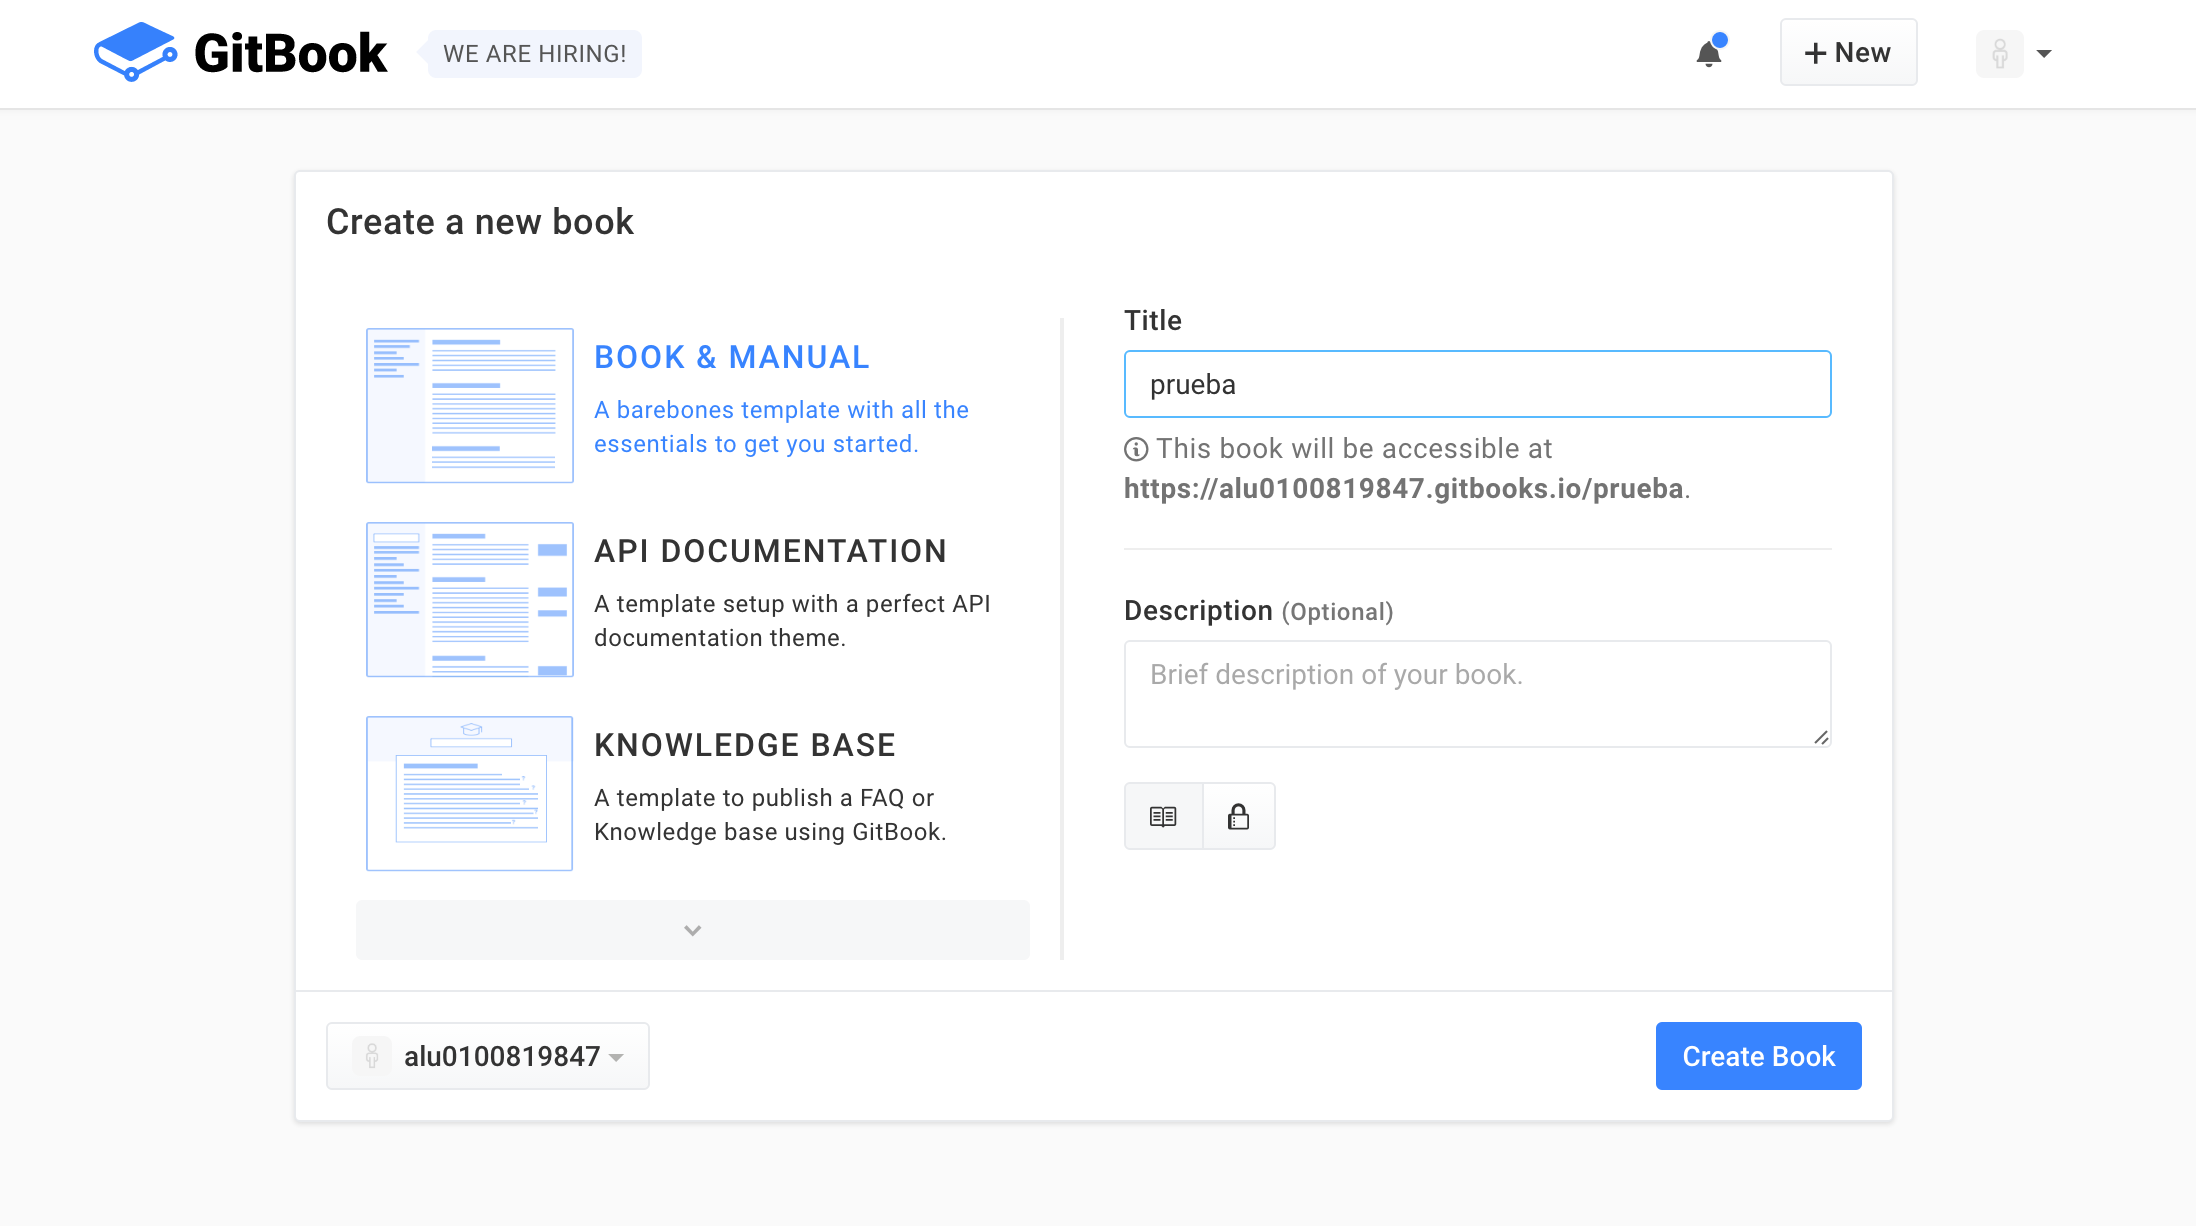 GitBook
WE ARE HIRING!
New
Create a new book
BOOK & MANUAL
A barebones template with all the
essentials to get you started.
API DOCUMENTATION
A template setup with a perfect API
documentation theme.
KNOWLEDGE BASE
A template to publish a FAQ or
Knowledge base using GitBook.
Title
prueba
This book will be accessible at
https://alu0100819847.gitbooks.io/prueba.
Description (Optional)
Brief description of your book.
alu0100819847
Create Book